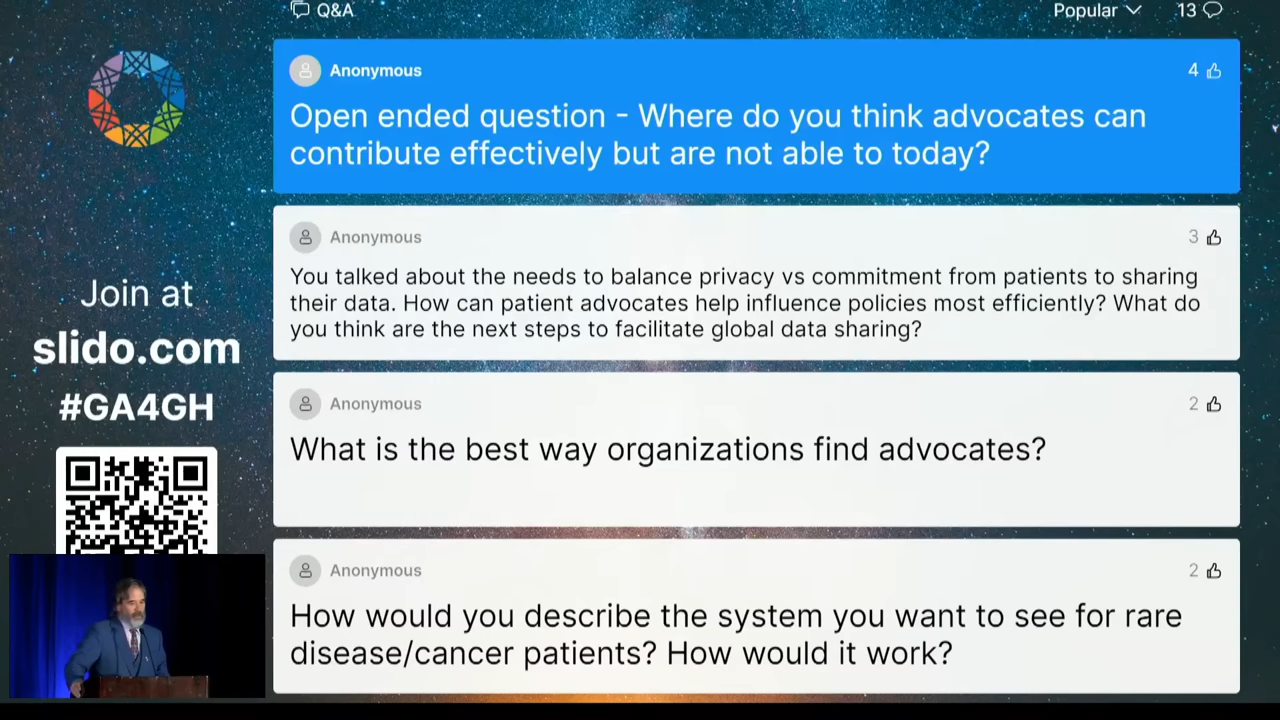 Q&A
Popular
13
Join at
slido.com
#GA4GH
Anonymous
4
Open ended question - Where do you think advocates can
contribute effectively but are not able to today?
Anonymous
3
You talked about the needs to balance privacy vs commitment from patients to sharing
their data. How can patient advocates help influence policies most efficiently? What do
you think are the next steps to facilitate global data sharing?
Anonymous
2
What is the best way organizations find advocates?
Anonymous
2
How would you describe the system you want to see for rare
disease/cancer patients? How would it work?